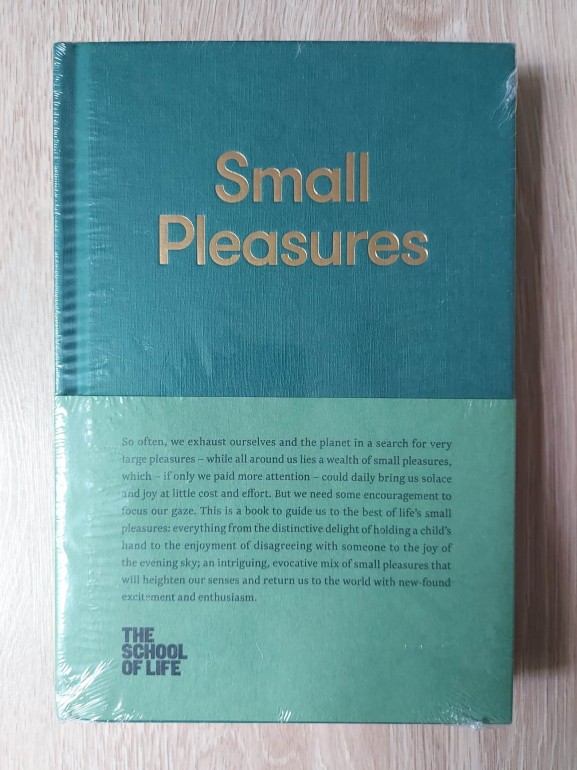 Small
Pleasures
So often, we exhaust ourselves and the planet in a search for very
large pleasures – while all around us lies a wealth of small pleasures,
which – if only we paid more attention – could daily bring us solace
and joy at little cost and effort. But we need some encouragement to
focus our gaze. This is a book to guide us to the best of life's small
pleasures: everything from the distinctive delight of holding a child's
hand to the enjoyment of disagreeing with someone to the joy of
the evening sky; an intriguing, evocative mix of small pleasures that
will heighten our senses and return us to the world with new-found
excitement and enthusiasm.
THE
SCHOOL
OF LIFE